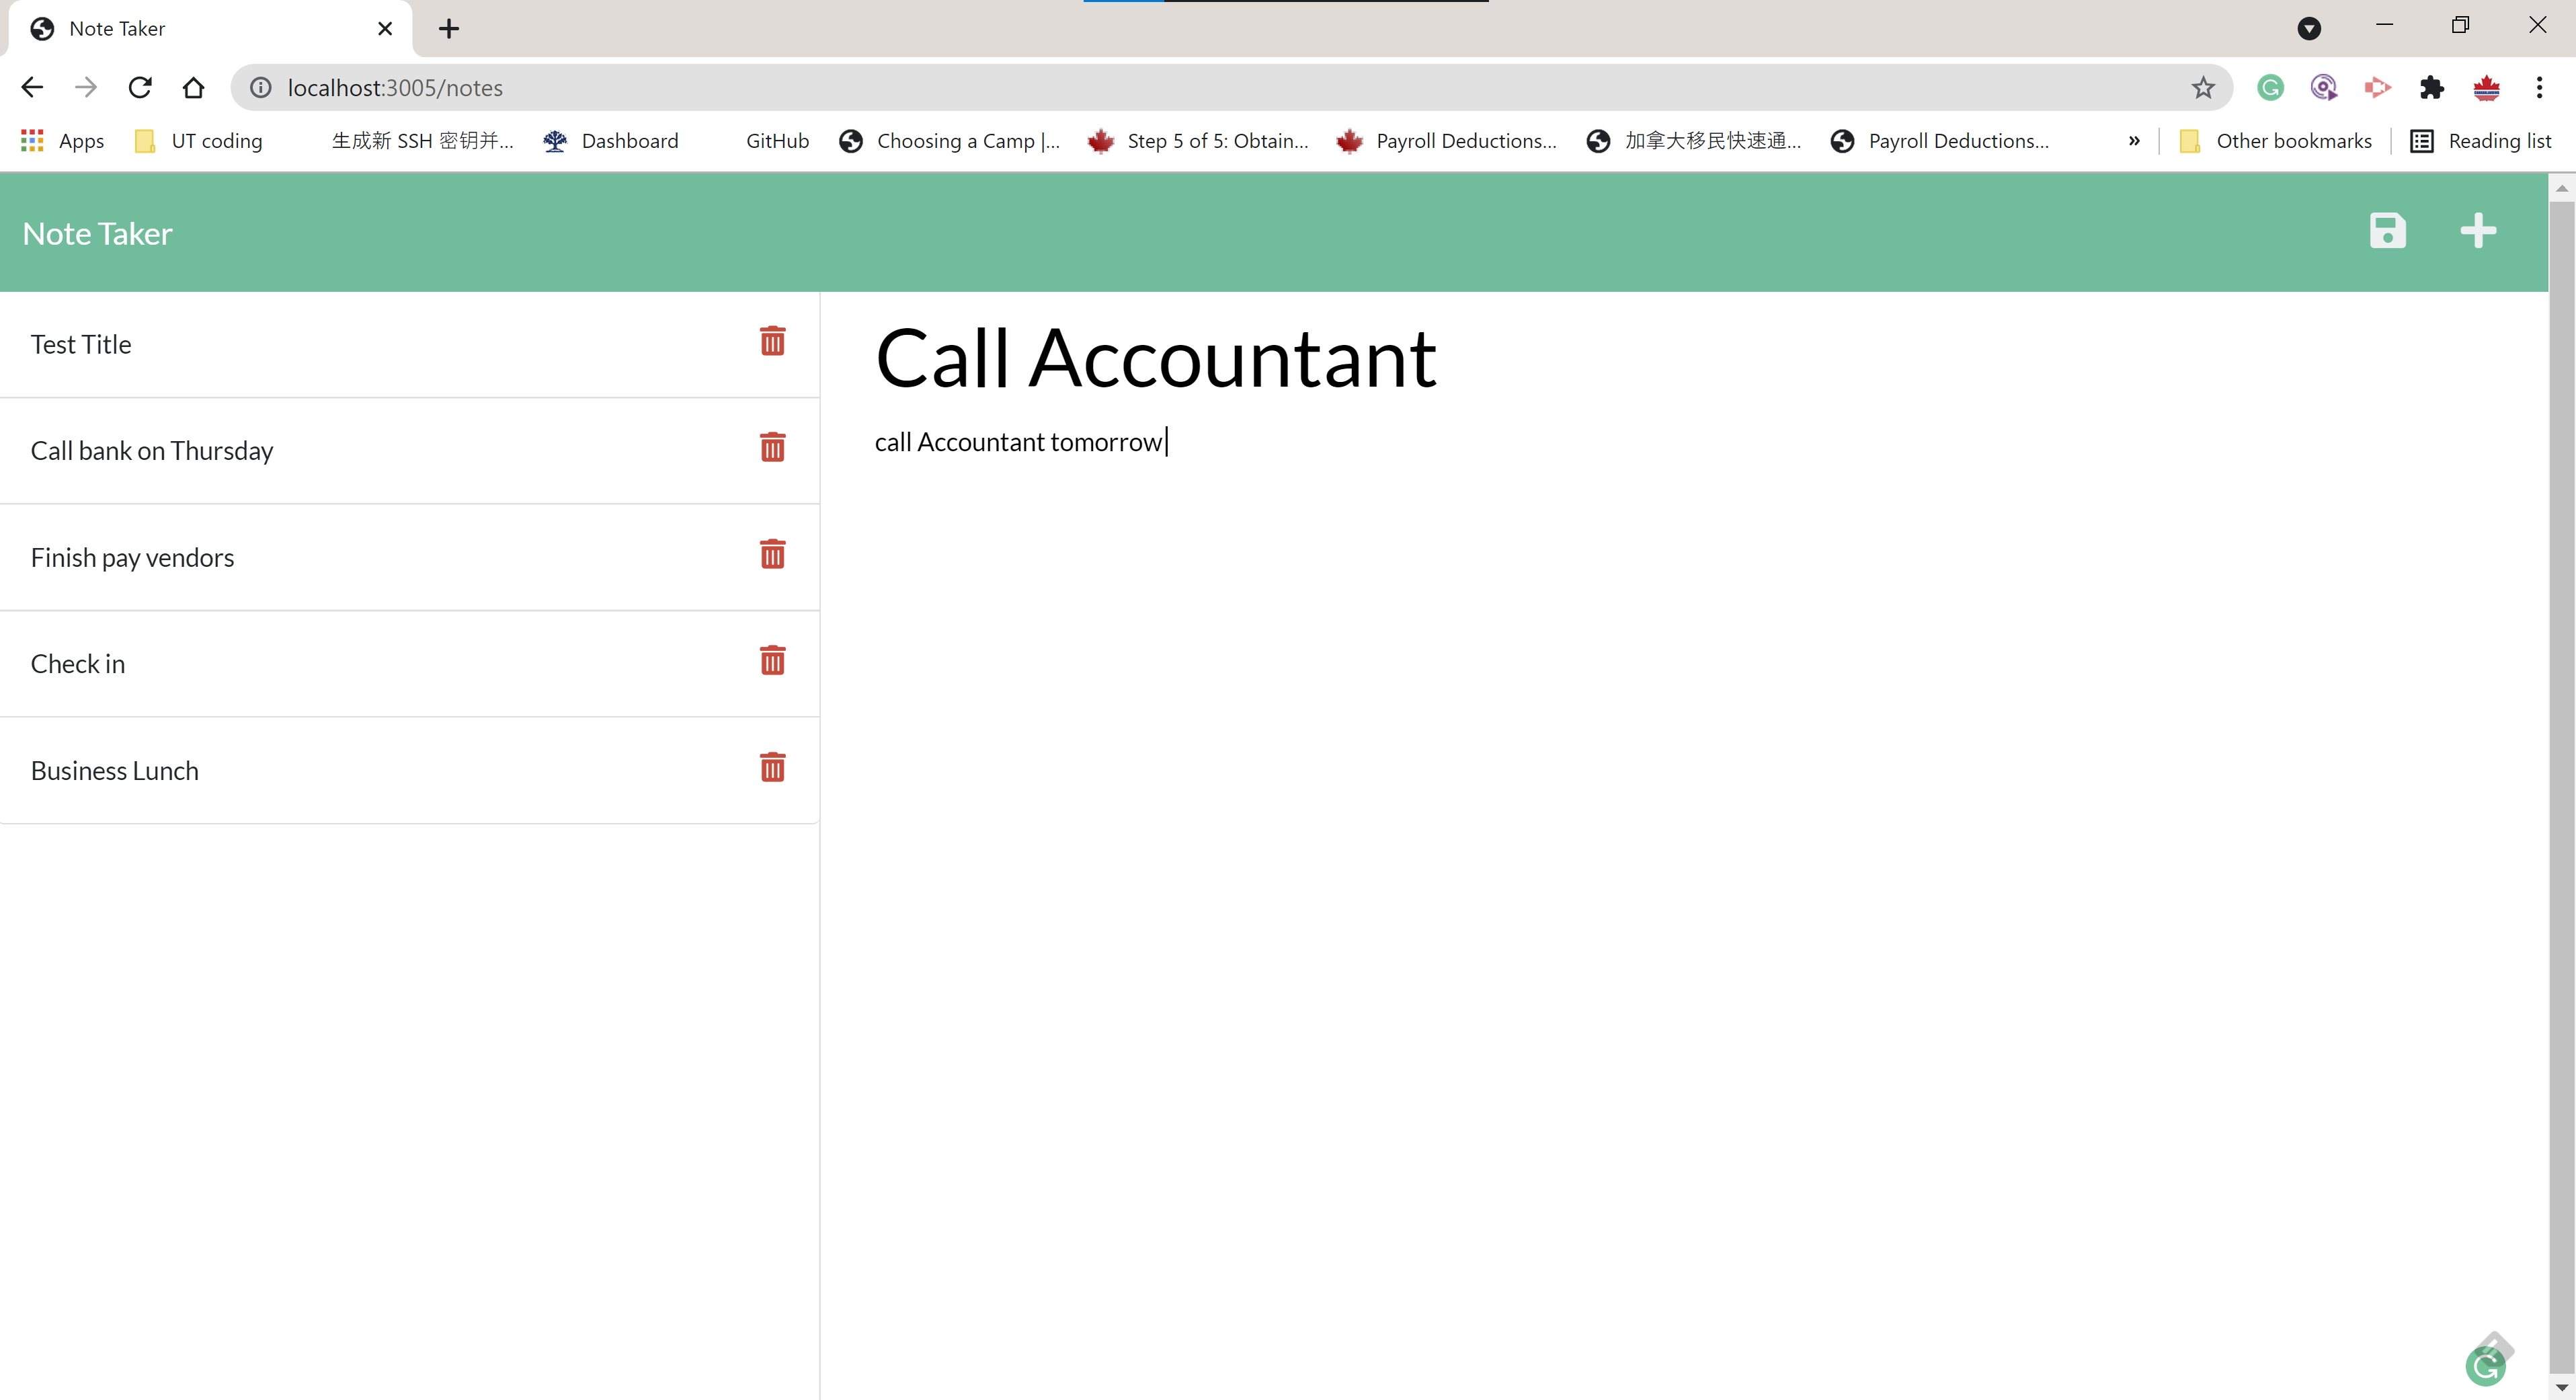 Note Taker
localhost:3005/notes
Apps UT coding 生成新 SSH 密钥并... Dashboard GitHub Choosing a Camp |... Step 5 of 5: Obtain... Payroll Deductions... 加拿大移民快速通... Payroll Deductions... » Other bookmarks Reading list
Note Taker
Test Title
Call bank on Thursday
Finish pay vendors
Check in
Business Lunch
Call Accountant
call Accountant tomorrow